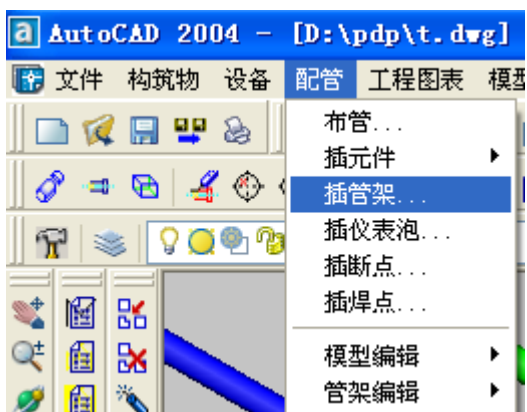 AutoCAD 2004 - [D:\pdp\t.dwg]
文件 构筑物 设备 配管 工程图表 模型
布管...
插元件
插管架...
插仪表泡...
插断点...
插焊点...
模型编辑
管架编辑